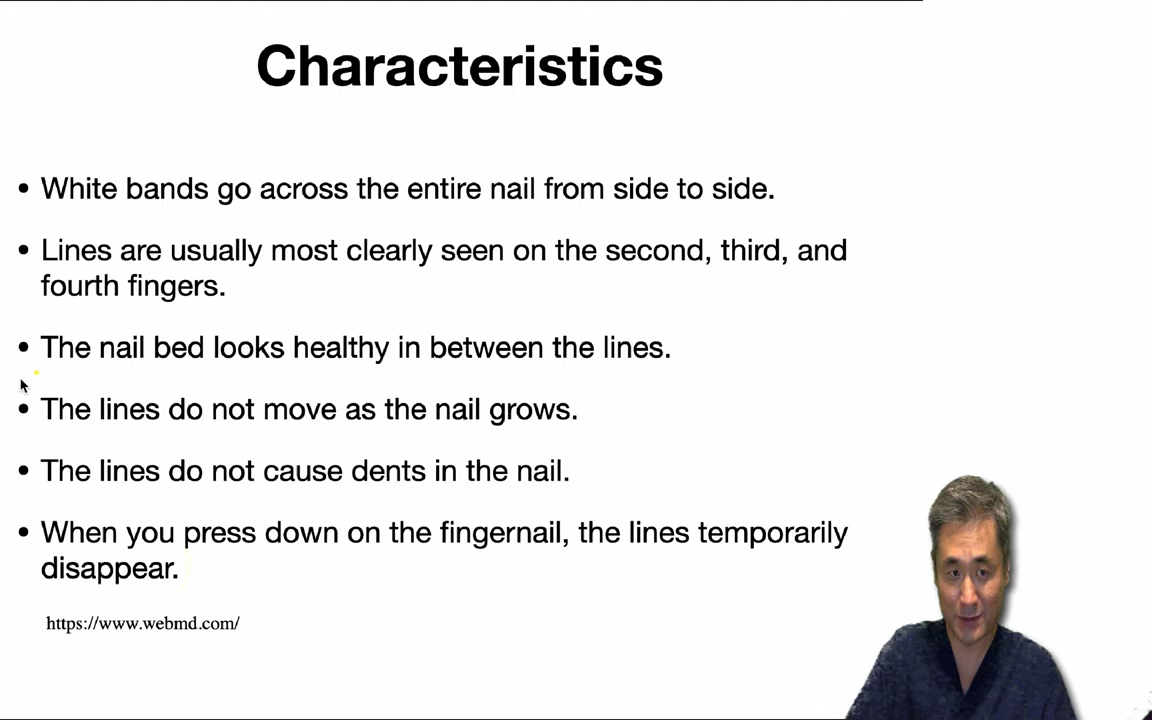 Characteristics
• White bands go across the entire nail from side to side.
• Lines are usually most clearly seen on the second, third, and
fourth fingers.
• The nail bed looks healthy in between the lines.
• The lines do not move as the nail grows.
• The lines do not cause dents in the nail.
• When you press down on the fingernail, the lines temporarily
disappear.
https://www.webmd.com/